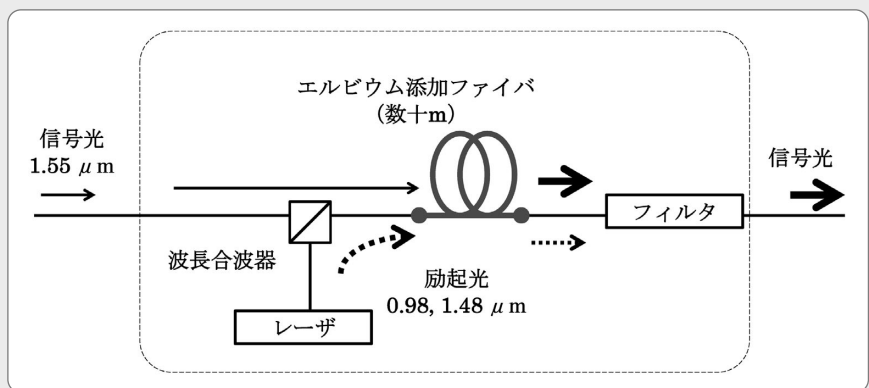 エルビウム添加ファイバ
(数十m)
信号光
1.55 μm
信号光
フィルタ
波長合波器
励起光
0.98, 1.48 μm
レーザ